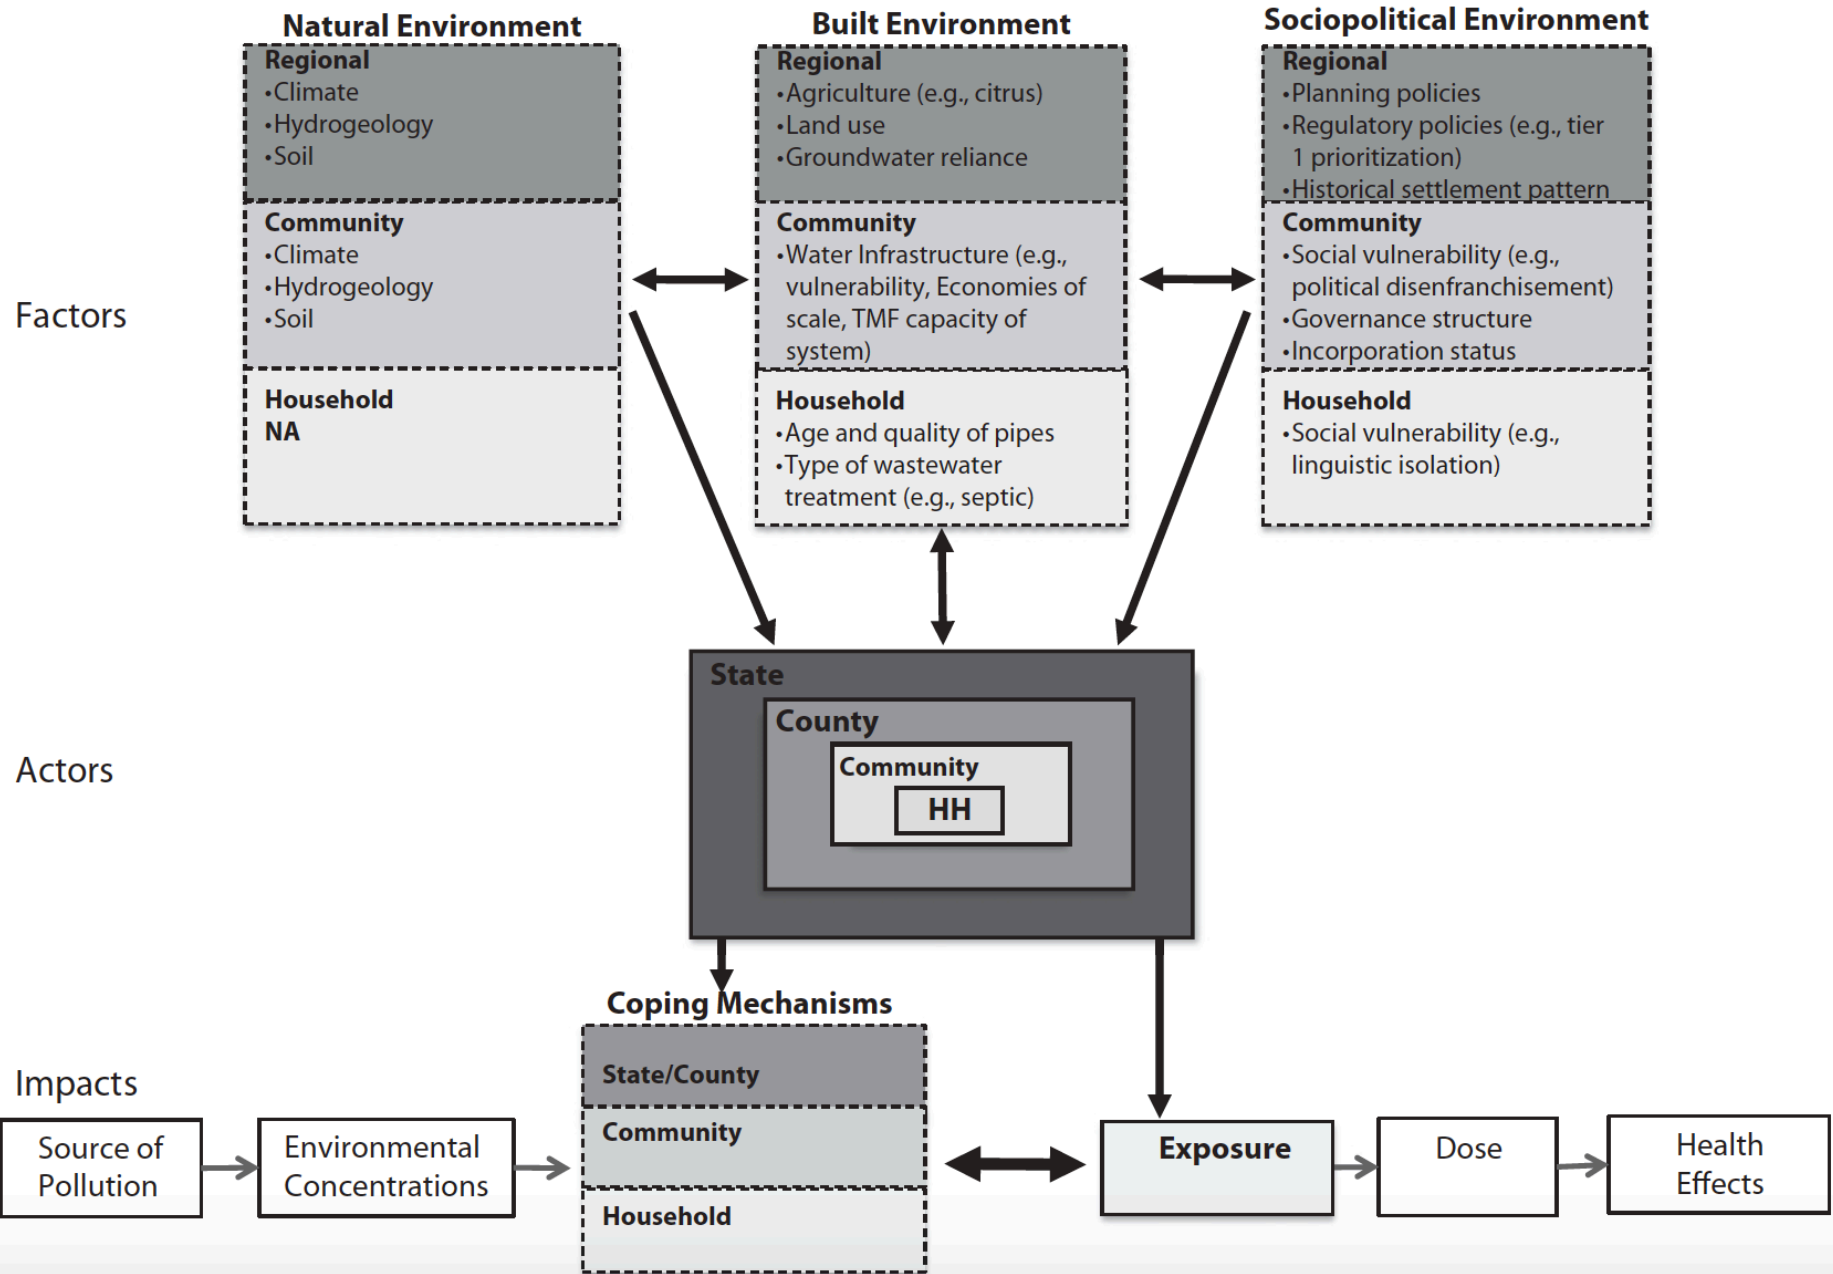 Natural Environment
Regional
•Climate
•Hydrogeology
•Soil
Community
•Climate
•Hydrogeology
•Soil
Household
NA
Built Environment
Regional
•Agriculture (e.g., citrus)
•Land use
•Groundwater reliance
Community
•Water Infrastructure (e.g.,
vulnerability, Economies of
scale, TMF capacity of
system)
Household
•Age and quality of pipes
•Type of wastewater
treatment (e.g., septic)
Sociopolitical Environment
Regional
•Planning policies
•Regulatory policies (e.g., tier
1 prioritization)
•Historical settlement pattern
Community
•Social vulnerability (e.g.,
political disenfranchisement)
•Governance structure
•Incorporation status
Household
•Social vulnerability (e.g.,
linguistic isolation)
Factors
Actors
State
County
Community
HH
Impacts
Source of
Pollution
Environmental
Concentrations
Coping Mechanisms
State/County
Community
Household
Exposure
Dose
Health
Effects